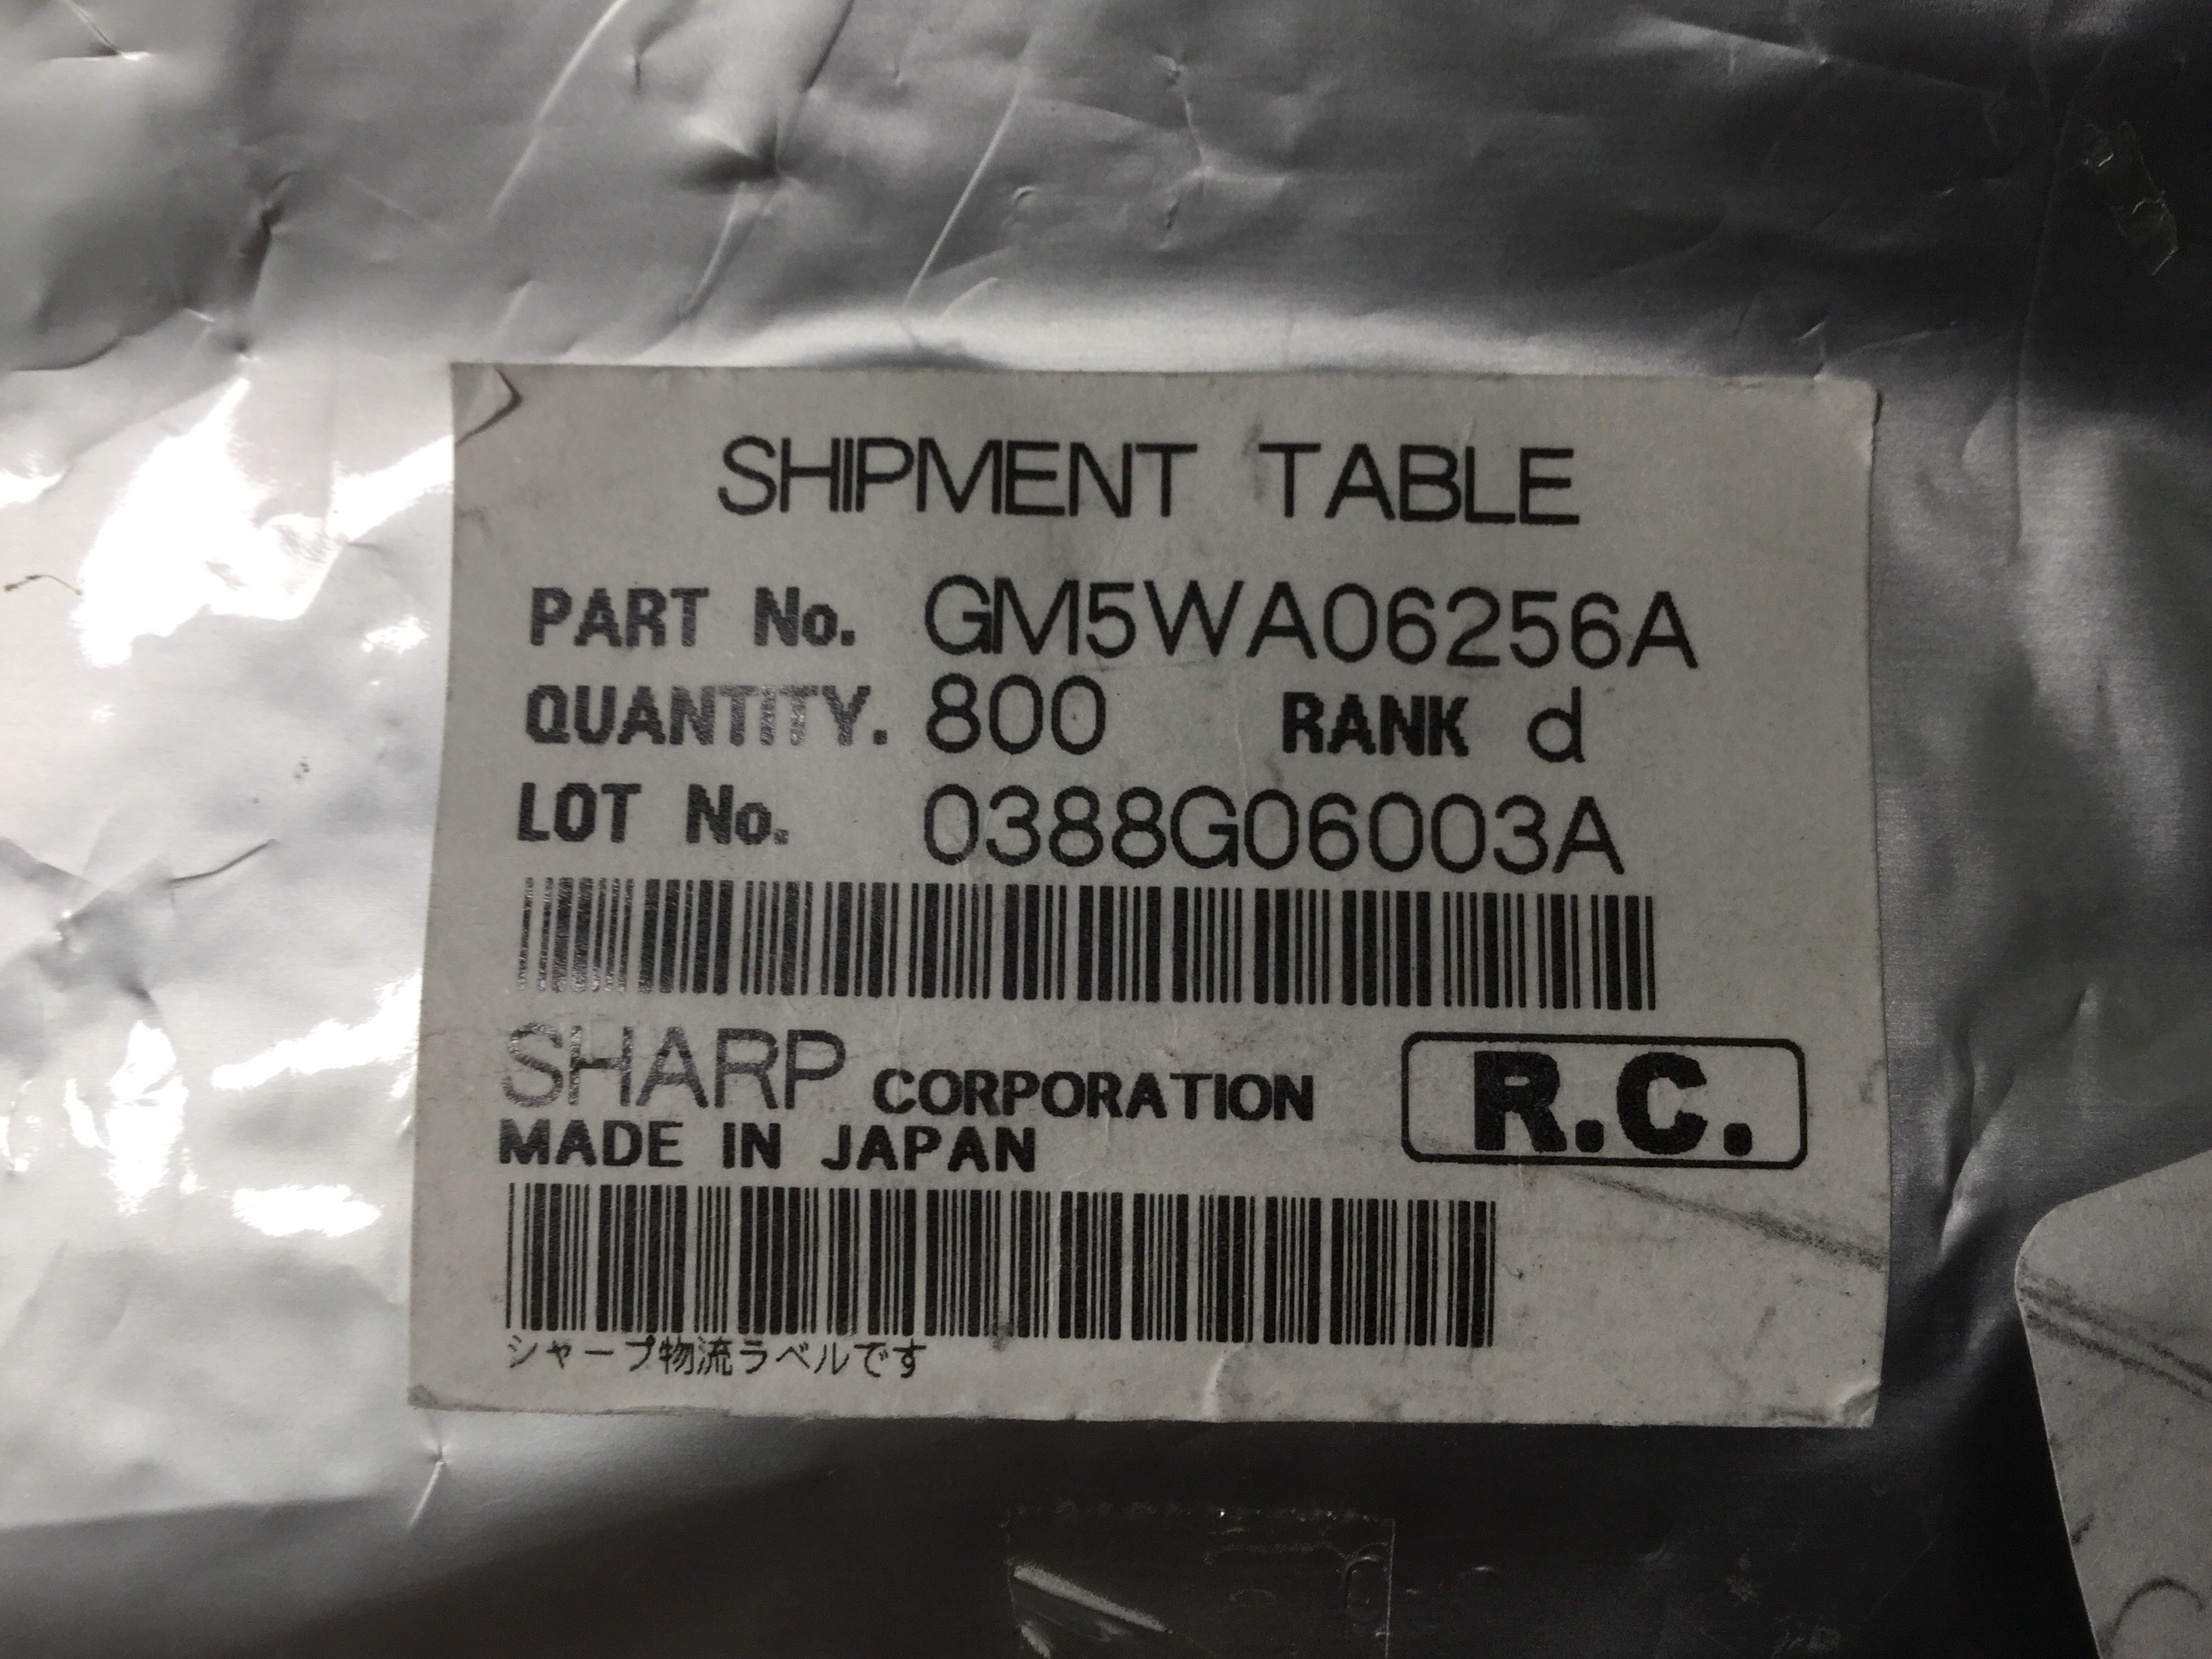 SHIPMENT TABLE
PART No. GM5WA06256A
QUANTITY. 800 RANK d
LOT No. 0388G06003A
SHARP CORPORATION
R.C.
MADE IN JAPAN
シャープ物流ラベルです